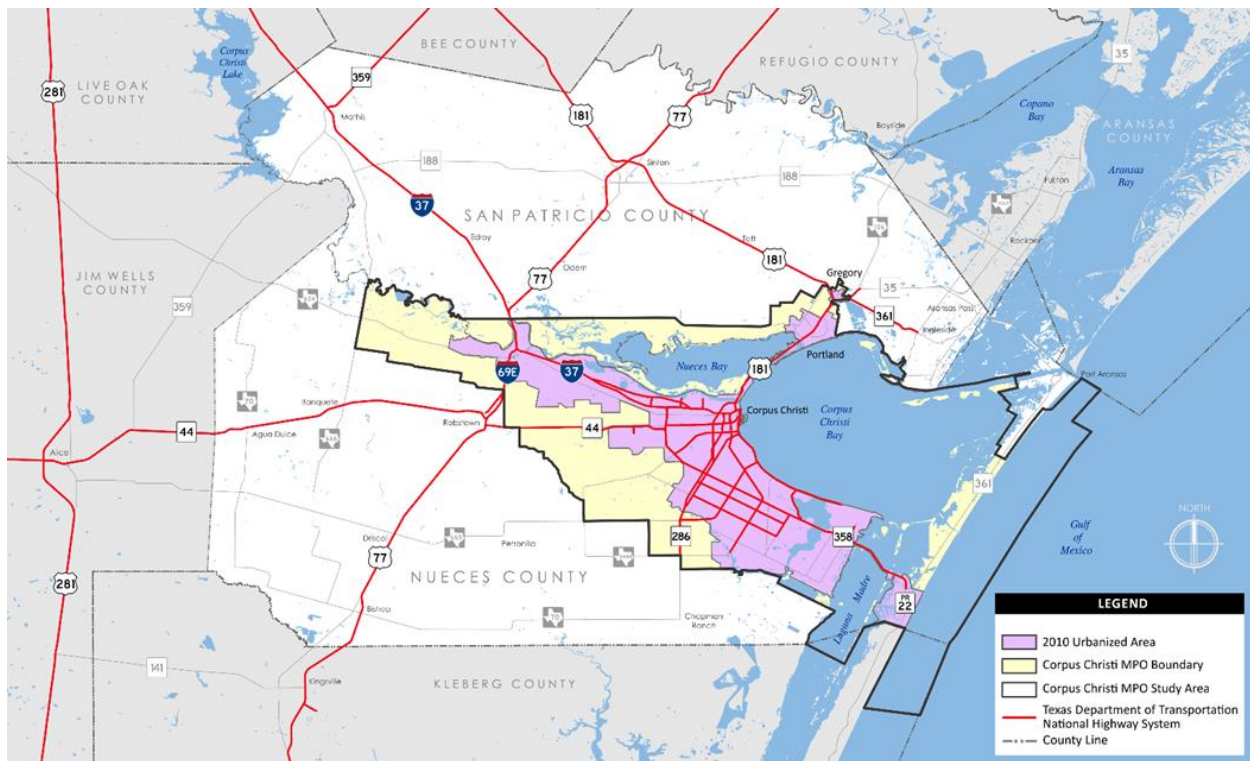 BEE COUNTY
REFUGIO COUNTY
LIVE OAK
COUNTY
Corpus
Christi
Lake
281
359
35
Mathis
181
77
Copano
Bay
Bayside
ARANSAS
COUNTY
188
Sinton
188
Aransas
Bay
Fulton
37
SAN PATRICIO COUNTY
Rockport
Edroy
Taft
JIM WELLS
COUNTY
181
Odem
77
Gregory
35
359
361
Aransas Pass
Ingleside
Portland
Nueces Bay
181
69E
37
Port Aransas
Banquete
70
Corpus Christi
Corpus
Christi
Bay
44
Agua Dulce
Robstown
44
Alice
361
NORTH
Driscol
286
358
Gulf
of
Mexico
77
Petronilla
281
NUECES COUNTY
Laguna Madre
PR
22
Bishop
70
Chapman
Ranch
141
Kingsville
KLEBERG COUNTY
LEGEND
2010 Urbanized Area
Corpus Christi MPO Boundary
Corpus Christi MPO Study Area
Texas Department of Transportation
National Highway System
County Line